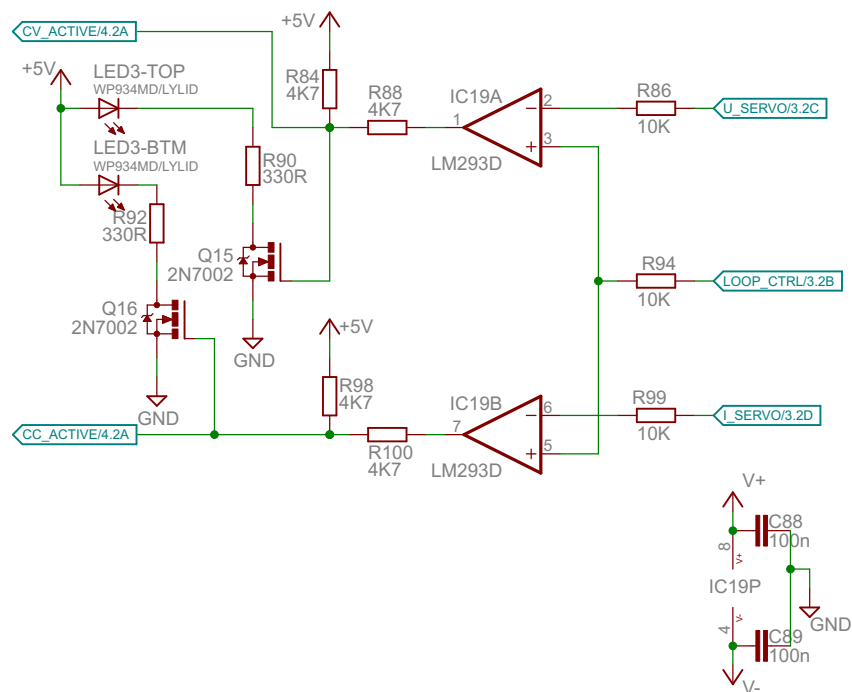 CV_ACTIVE/4.2A
+5V
+5V
LED3-TOP
WP934MD/LYLID
R84
4K7
R88
4K7
IC19A
1
2
3
LM293D
R86
10K
U_SERVO/3.2C
LED3-BTM
WP934MD/LYLID
R90
330R
R92
330R
Q15
2N7002
R94
10K
LOOP_CTRL/3.2B
Q16
2N7002
GND
+5V
R98
4K7
GND
CC_ACTIVE/4.2A
R100
4K7
IC19B
7
6
5
LM293D
R99
10K
I_SERVO/3.2D
V+
C88
100n
8
V+
IC19P
GND
4
V-
C89
100n
V-